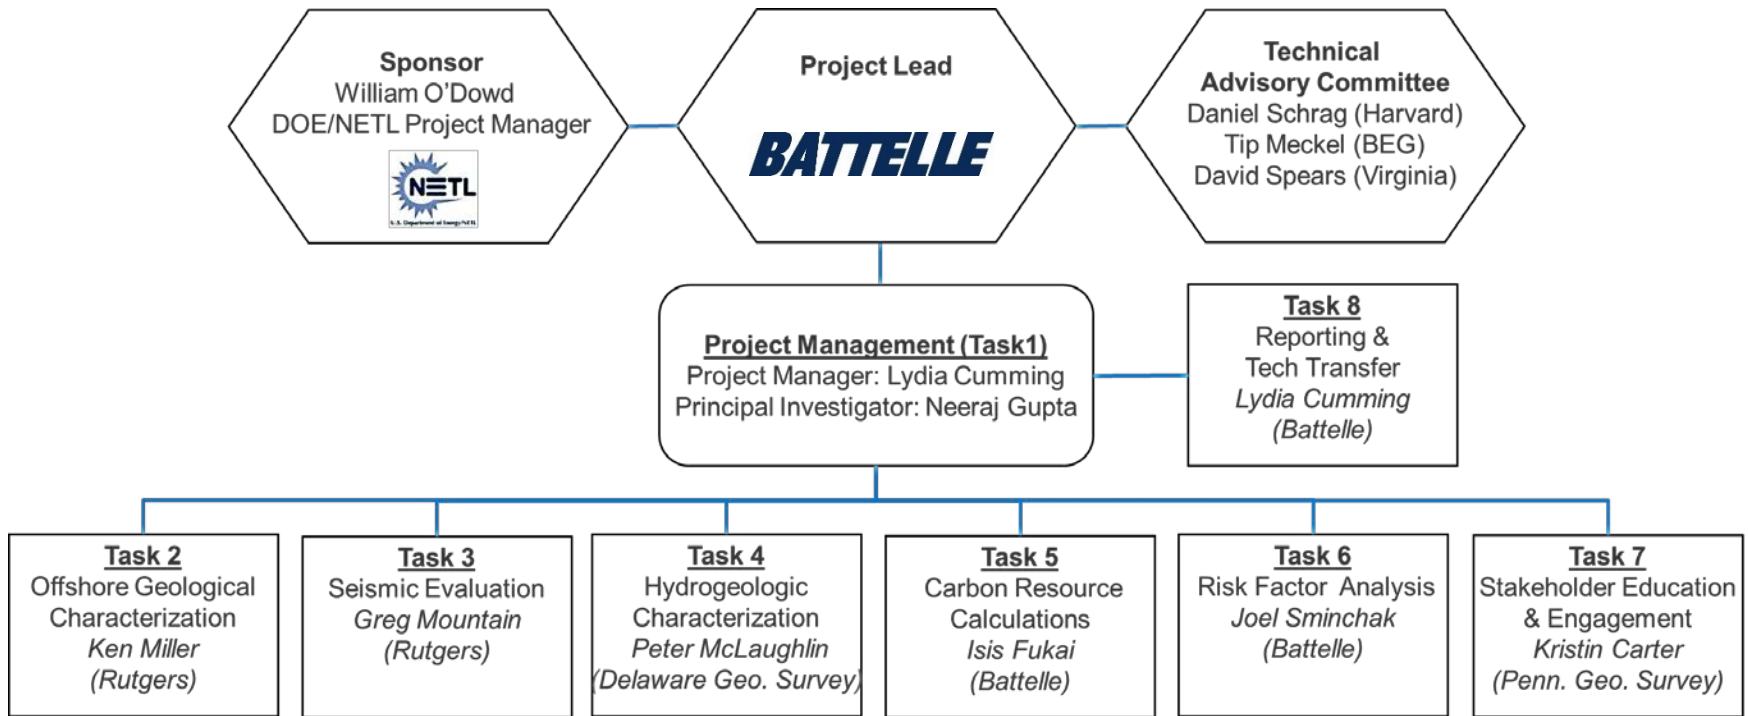 Sponsor
William O'Dowd
DOE/NETL Project Manager
NETL
U.S. Department of Energy/NETL
Project Lead
BATTELLE
Technical
Advisory Committee
Daniel Schrag (Harvard)
Tip Meckel (BEG)
David Spears (Virginia)
Project Management (Task1)
Project Manager: Lydia Cumming
Principal Investigator: Neeraj Gupta
Task 8
Reporting &
Tech Transfer
Lydia Cumming
(Battelle)
Task 2
Offshore Geological
Characterization
Ken Miller
(Rutgers)
Task 3
Seismic Evaluation
Greg Mountain
(Rutgers)
Task 4
Hydrogeologic
Characterization
Peter McLaughlin
(Delaware Geo. Survey)
Task 5
Carbon Resource
Calculations
Isis Fukai
(Battelle)
Task 6
Risk Factor Analysis
Joel Sminchak
(Battelle)
Task 7
Stakeholder Education
& Engagement
Kristin Carter
(Penn. Geo. Survey)